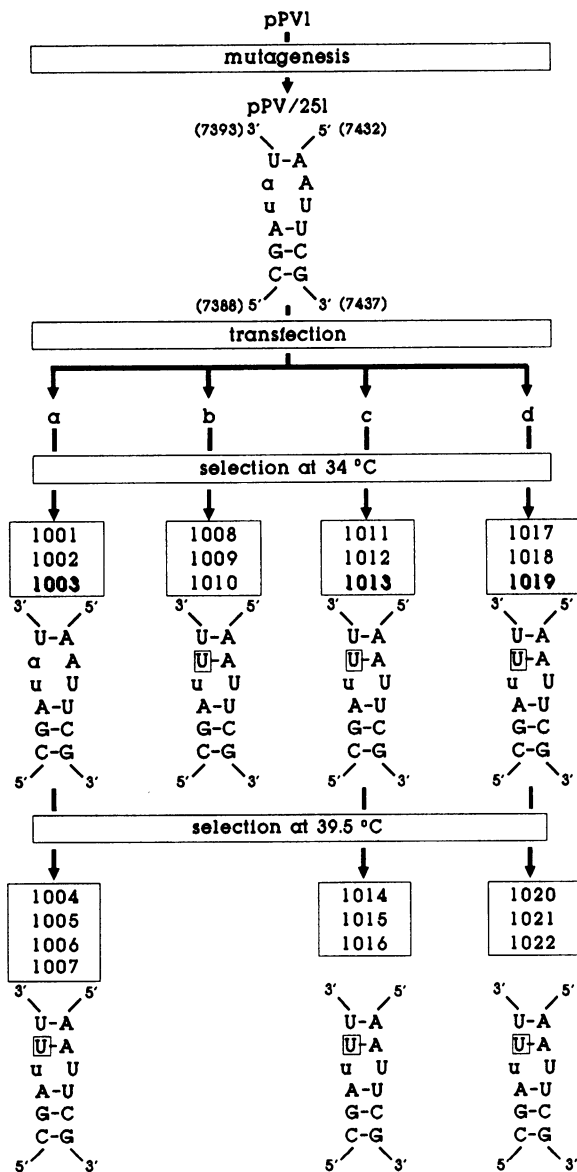 pPV1
mutagenesis
pPV/251
(7393) 3' 5' (7432)
U-A
a A
u U
A-U
G-C
C-G
(7388) 5' 3' (7437)
transfection
a b c d
selection at 34 °C
1001 1008 1011 1017
1002 1009 1012 1018
1003 1010 1013 1019
3' 5' 3' 5' 3' 5' 3' 5'
U-A U-A U-A U-A
a A U-A U-A U-A
u U u U u U u U
A-U A-U A-U A-U
G-C G-C G-C G-C
C-G C-G C-G C-G
5' 3' 5' 3' 5' 3' 5' 3'
selection at 39.5 °C
1004 1014 1020
1005 1015 1021
1006 1016 1022
1007
3' 5' 3' 5' 3' 5'
U-A U-A U-A
U-A U-A U-A
u U u U u U
A-U A-U A-U
G-C G-C G-C
C-G C-G C-G
5' 3' 5' 3' 5' 3'